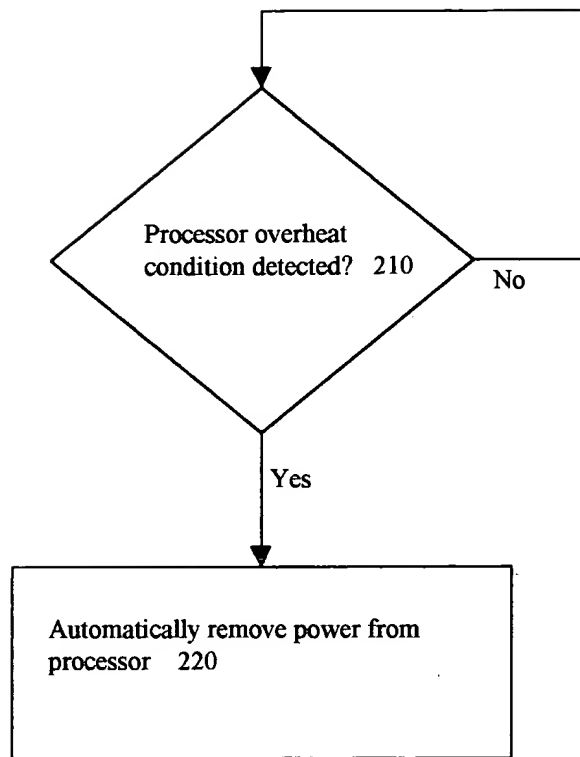 Processor overheat
condition detected? 210
No
Yes
Automatically remove power from
processor 220